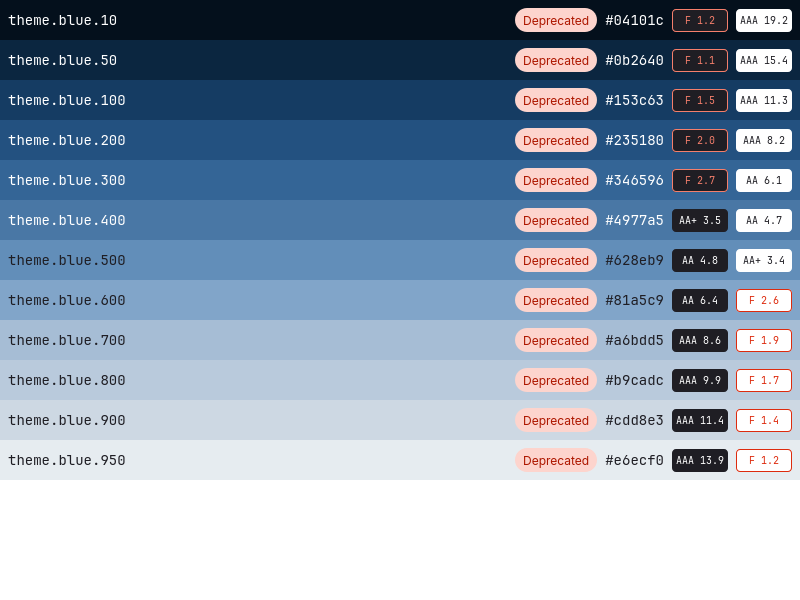 theme.blue.10 Deprecated #04101c F 1.2 AAA 19.2
theme.blue.50 Deprecated #0b2640 F 1.1 AAA 15.4
theme.blue.100 Deprecated #153c63 F 1.5 AAA 11.3
theme.blue.200 Deprecated #235180 F 2.0 AAA 8.2
theme.blue.300 Deprecated #346596 F 2.7 AA 6.1
theme.blue.400 Deprecated #4977a5 AA+ 3.5 AA 4.7
theme.blue.500 Deprecated #628eb9 AA 4.8 AA+ 3.4
theme.blue.600 Deprecated #81a5c9 AA 6.4 F 2.6
theme.blue.700 Deprecated #a6bdd5 AAA 8.6 F 1.9
theme.blue.800 Deprecated #b9cadc AAA 9.9 F 1.7
theme.blue.900 Deprecated #cdd8e3 AAA 11.4 F 1.4
theme.blue.950 Deprecated #e6ecf0 AAA 13.9 F 1.2